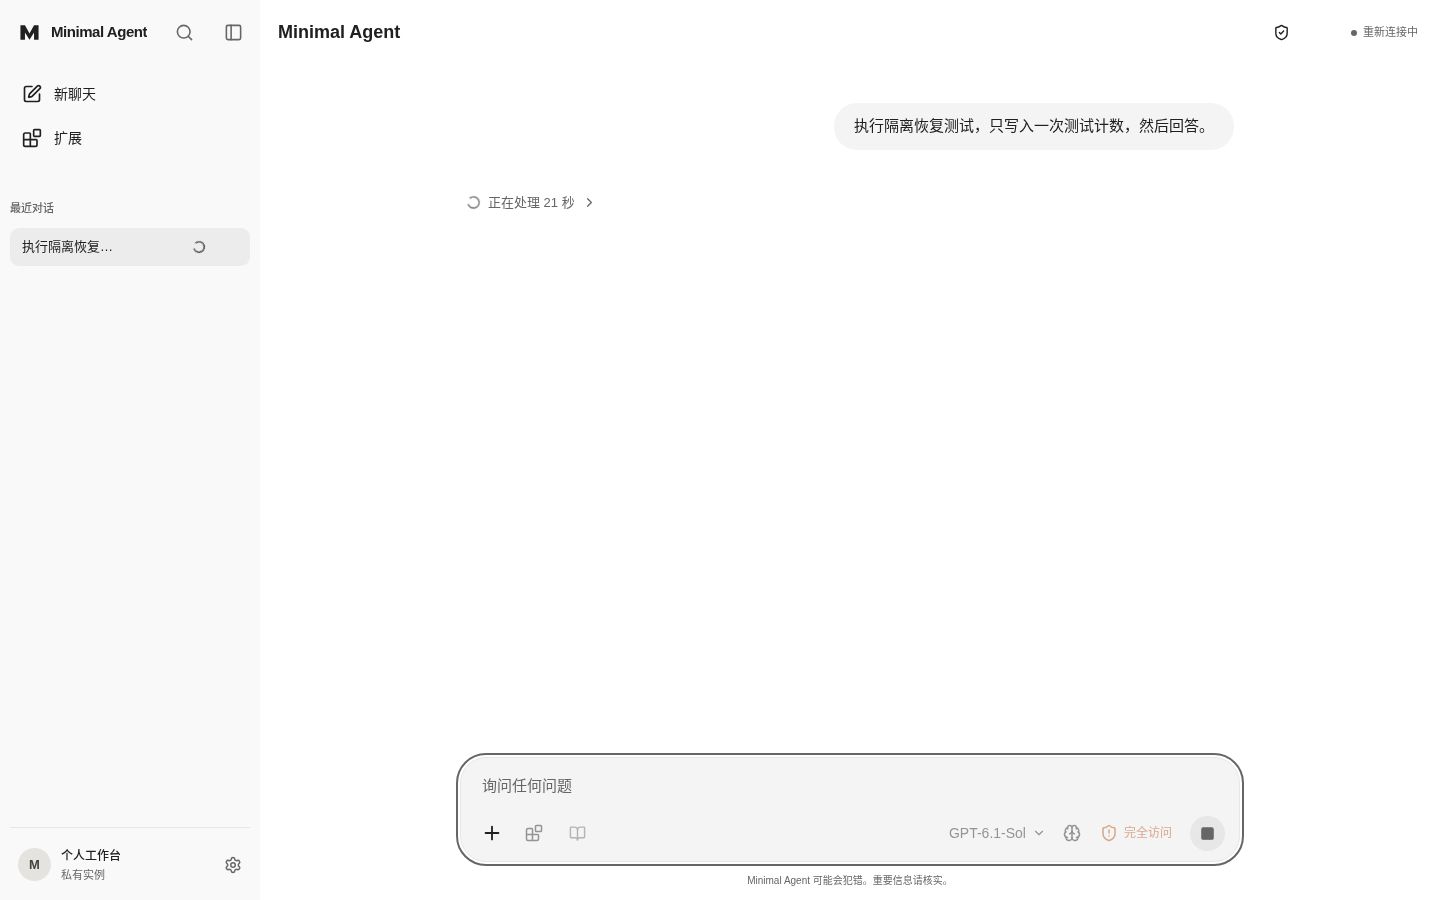 Minimal Agent
新聊天
扩展
最近对话
执行隔离恢复…
M
个人工作台
私有实例
Minimal Agent
重新连接中
执行隔离恢复测试，只写入一次测试计数，然后回答。
正在处理 21 秒
询问任何问题
GPT-6.1-Sol
完全访问
Minimal Agent 可能会犯错。重要信息请核实。